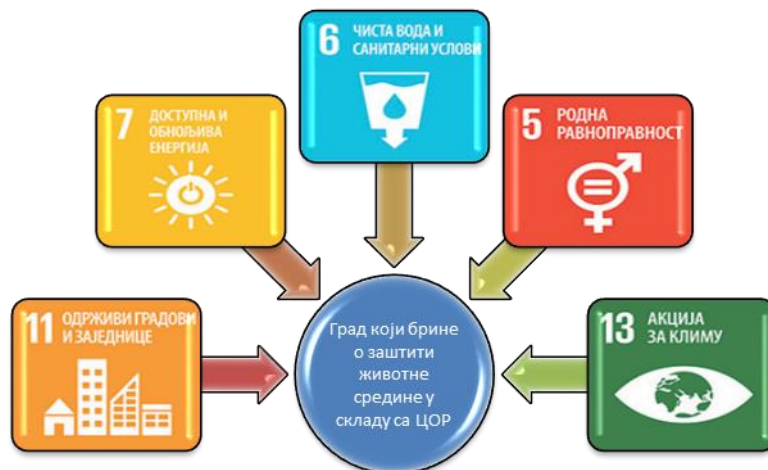 6 ЧИСТА ВОДА И
САНИТАРНИ УСЛОВИ
7 ДОСТУПНА И
ОБНОЉИВА
ЕНЕРГИЈА
5 РОДНА
РАВНОПРАВНОСТ
11 ОДРЖИВИ ГРАДОВИ
И ЗАЈЕДНИЦЕ
Град који брине
о заштити
животне
средине у
складу са ЦОР
13 АКЦИЈА
ЗА КЛИМУ